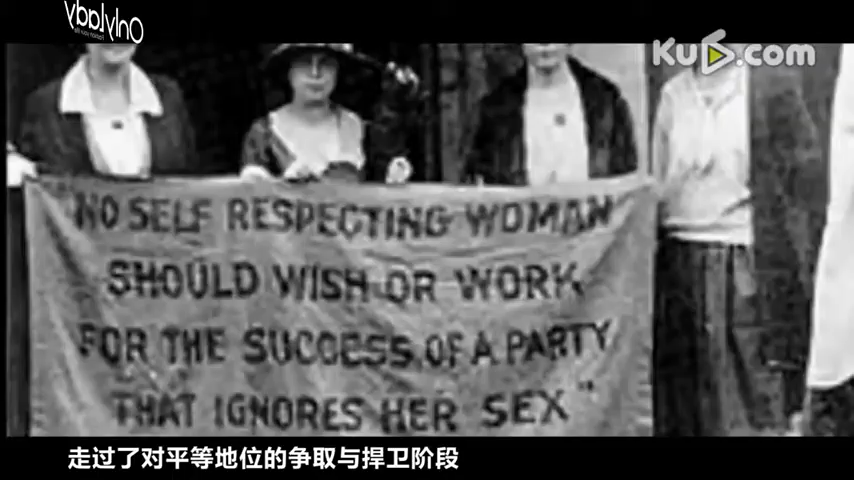 OnlyLady
Ku6.com
NO SELF RESPECTING WOMAN
SHOULD WISH OR WORK
FOR THE SUCCESS OF A PARTY
THAT IGNORES HER SEX"
走过了对平等地位的争取与捍卫阶段